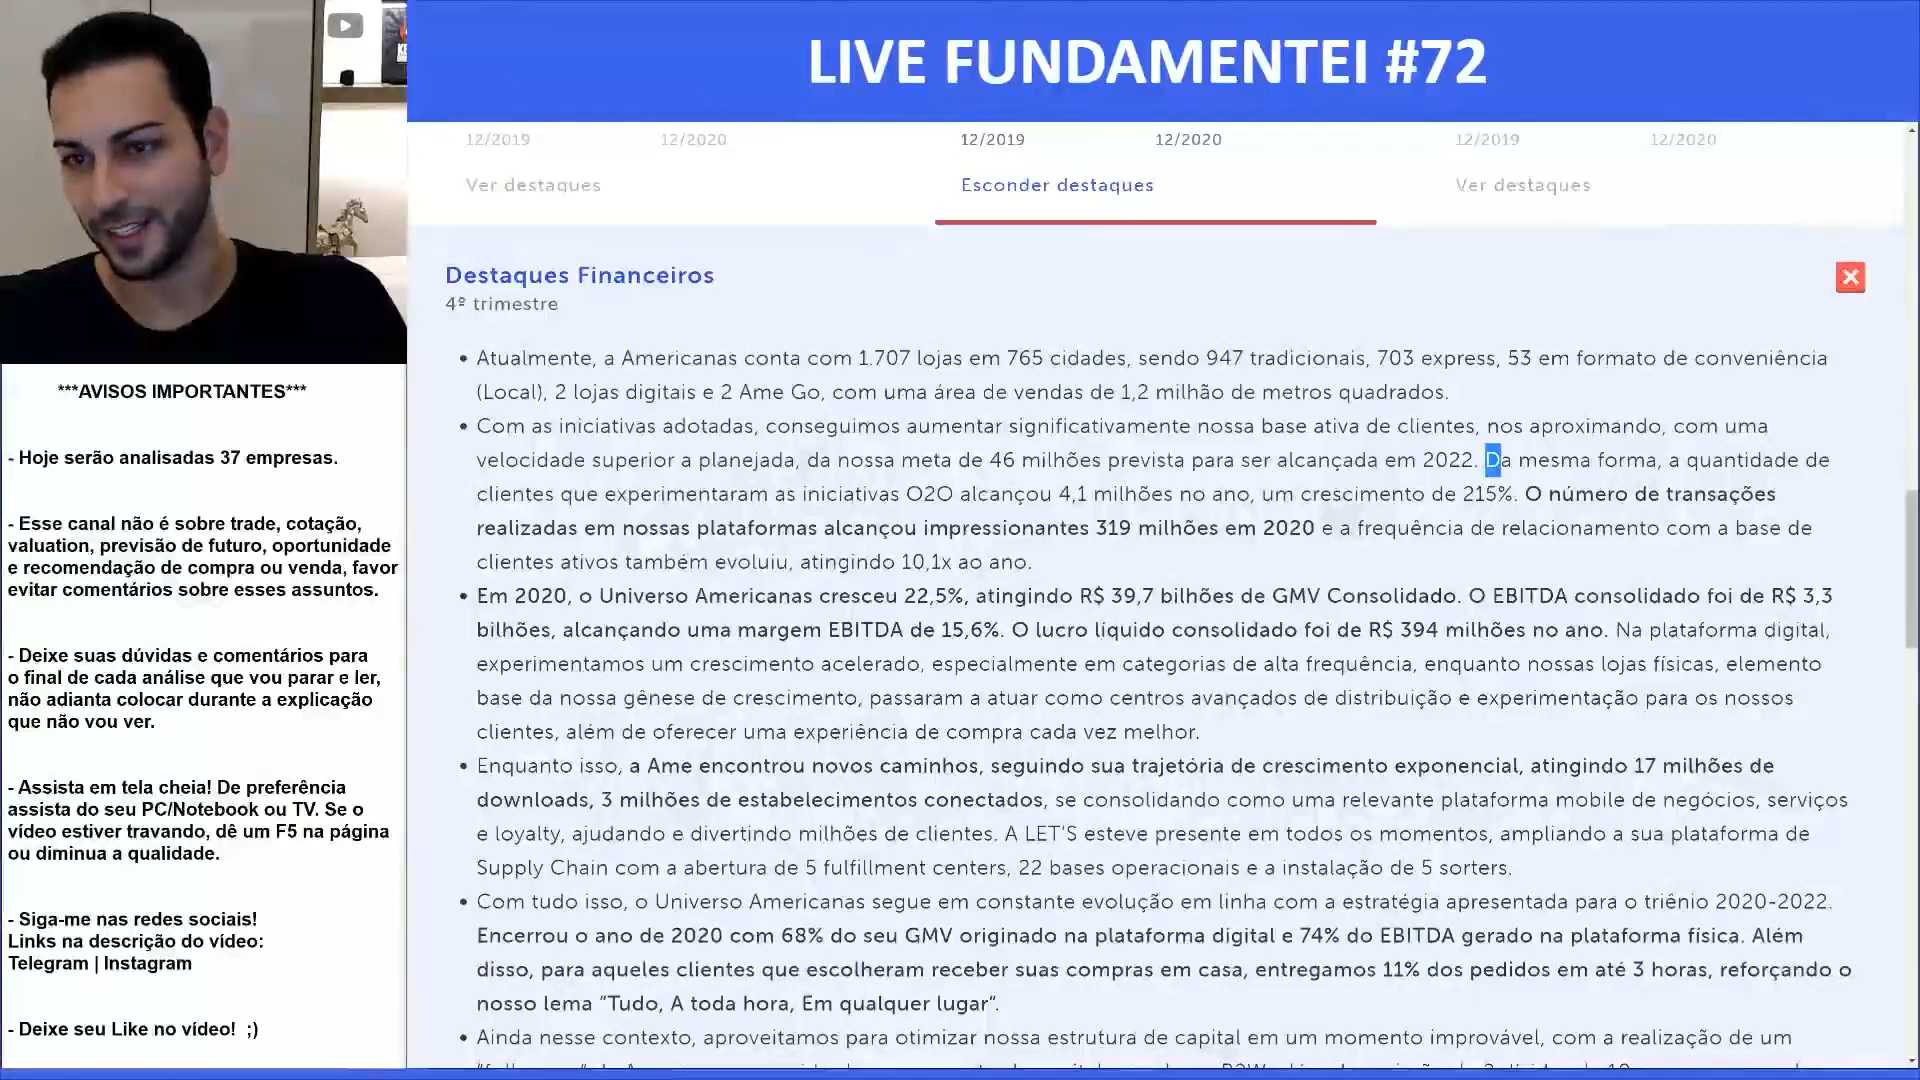 LIVE FUNDAMENTEI #72
12/2019 12/2020 12/2019 12/2020 12/2019 12/2020
Ver destaques Esconder destaques Ver destaques
Destaques Financeiros
4º trimestre
• Atualmente, a Americanas conta com 1.707 lojas em 765 cidades, sendo 947 tradicionais, 703 express, 53 em formato de conveniência
(Local), 2 lojas digitais e 2 Ame Go, com uma área de vendas de 1,2 milhão de metros quadrados.
• Com as iniciativas adotadas, conseguimos aumentar significativamente nossa base ativa de clientes, nos aproximando, com uma
velocidade superior a planejada, da nossa meta de 46 milhões prevista para ser alcançada em 2022. Da mesma forma, a quantidade de
clientes que experimentaram as iniciativas O2O alcançou 4,1 milhões no ano, um crescimento de 215%. O número de transações
realizadas em nossas plataformas alcançou impressionantes 319 milhões em 2020 e a frequência de relacionamento com a base de
clientes ativos também evoluiu, atingindo 10,1x ao ano.
• Em 2020, o Universo Americanas cresceu 22,5%, atingindo R$ 39,7 bilhões de GMV Consolidado. O EBITDA consolidado foi de R$ 3,3
bilhões, alcançando uma margem EBITDA de 15,6%. O lucro líquido consolidado foi de R$ 394 milhões no ano. Na plataforma digital,
experimentamos um crescimento acelerado, especialmente em categorias de alta frequência, enquanto nossas lojas físicas, elemento
base da nossa gênese de crescimento, passaram a atuar como centros avançados de distribuição e experimentação para os nossos
clientes, além de oferecer uma experiência de compra cada vez melhor.
• Enquanto isso, a Ame encontrou novos caminhos, seguindo sua trajetória de crescimento exponencial, atingindo 17 milhões de
downloads, 3 milhões de estabelecimentos conectados, se consolidando como uma relevante plataforma mobile de negócios, serviços
e loyalty, ajudando e divertindo milhões de clientes. A LET'S esteve presente em todos os momentos, ampliando a sua plataforma de
Supply Chain com a abertura de 5 fulfillment centers, 22 bases operacionais e a instalação de 5 sorters.
• Com tudo isso, o Universo Americanas segue em constante evolução em linha com a estratégia apresentada para o triênio 2020-2022.
Encerrou o ano de 2020 com 68% do seu GMV originado na plataforma digital e 74% do EBITDA gerado na plataforma física. Além
disso, para aqueles clientes que escolheram receber suas compras em casa, entregamos 11% dos pedidos em até 3 horas, reforçando o
nosso lema “Tudo, A toda hora, Em qualquer lugar”.
• Ainda nesse contexto, aproveitamos para otimizar nossa estrutura de capital em um momento improvável, com a realização de um
***AVISOS IMPORTANTES***
- Hoje serão analisadas 37 empresas.
- Esse canal não é sobre trade, cotação,
valuation, previsão de futuro, oportunidade
e recomendação de compra ou venda, favor
evitar comentários sobre esses assuntos.
- Deixe suas dúvidas e comentários para
o final de cada análise que vou parar e ler,
não adianta colocar durante a explicação
que não vou ver.
- Assista em tela cheia! De preferência
assista do seu PC/Notebook ou TV. Se o
vídeo estiver travando, dê um F5 na página
ou diminua a qualidade.
- Siga-me nas redes sociais!
Links na descrição do vídeo:
Telegram | Instagram
- Deixe seu Like no vídeo! ;)